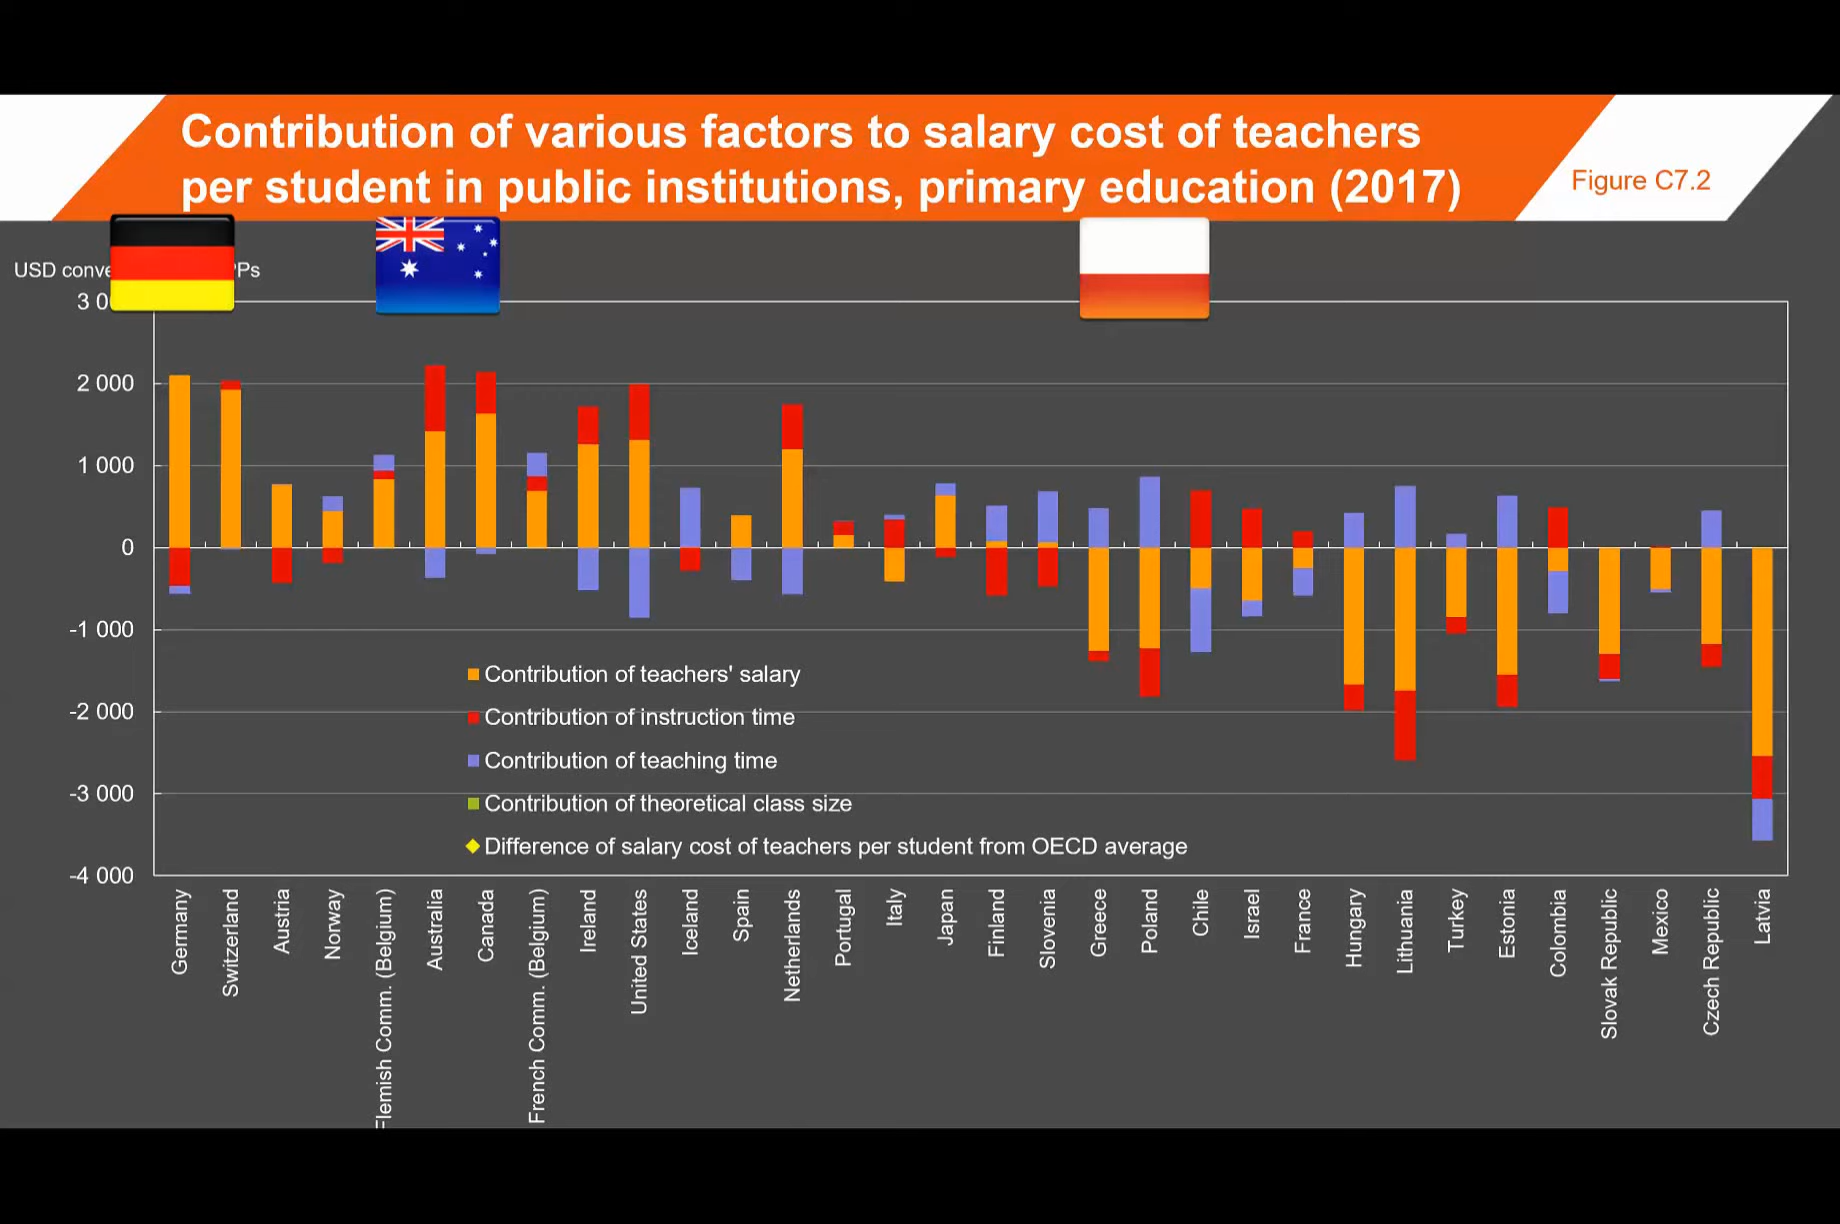 Contribution of various factors to salary cost of teachers
per student in public institutions, primary education (2017)
Figure C7.2
USD conve PPs
3 0
2 000
1 000
0
-1 000
-2 000
-3 000
-4 000
Contribution of teachers' salary
Contribution of instruction time
Contribution of teaching time
Contribution of theoretical class size
Difference of salary cost of teachers per student from OECD average
Germany
Switzerland
Austria
Norway
Flemish Comm. (Belgium)
Australia
Canada
French Comm. (Belgium)
Ireland
United States
Iceland
Spain
Netherlands
Portugal
Italy
Japan
Finland
Slovenia
Greece
Poland
Chile
Israel
France
Hungary
Lithuania
Turkey
Estonia
Colombia
Slovak Republic
Mexico
Czech Republic
Latvia